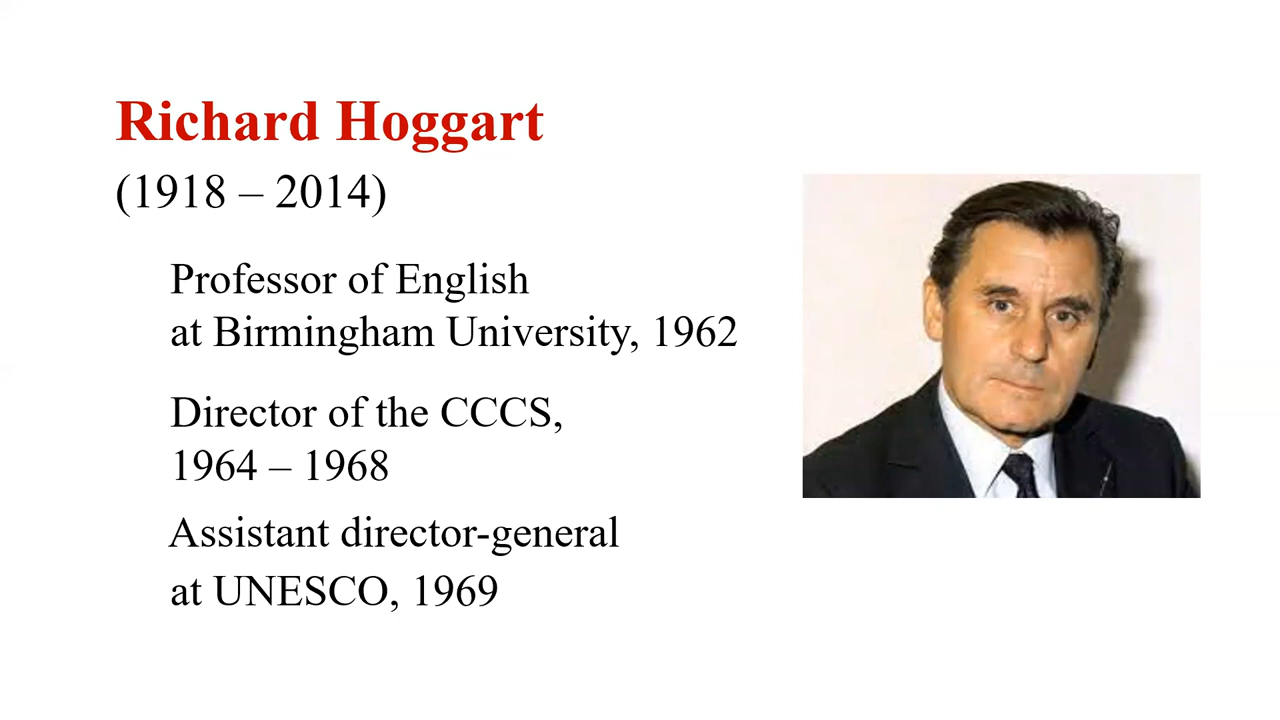 Richard Hoggart
(1918 – 2014)
Professor of English
at Birmingham University, 1962
Director of the CCCS,
1964 – 1968
Assistant director-general
at UNESCO, 1969